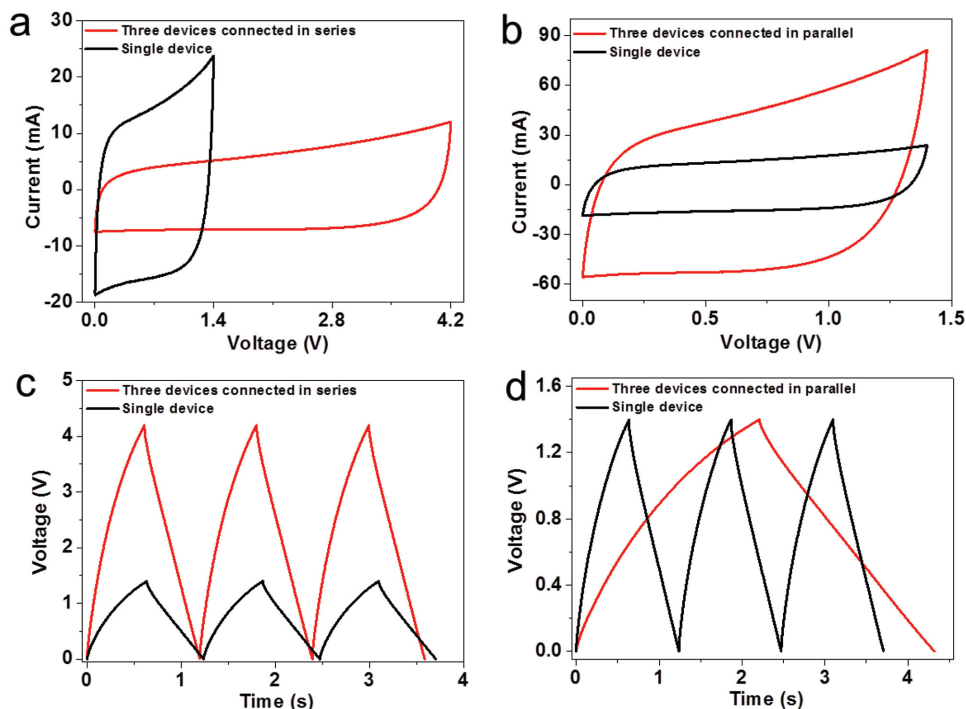 a
Three devices connected in series
Single device
Current (mA)
30
20
10
0
-10
-20
0.0 1.4 2.8 4.2
Voltage (V)
b
Three devices connected in parallel
Single device
Current (mA)
90
60
30
0
-30
-60
0.0 0.5 1.0 1.5
Voltage (V)
c
Three devices connected in series
Single device
Voltage (V)
5
4
3
2
1
0
0 1 2 3 4
Time (s)
d
Three devices connected in parallel
Single device
Voltage (V)
1.6
1.2
0.8
0.4
0.0
0 1 2 3 4
Time (s)